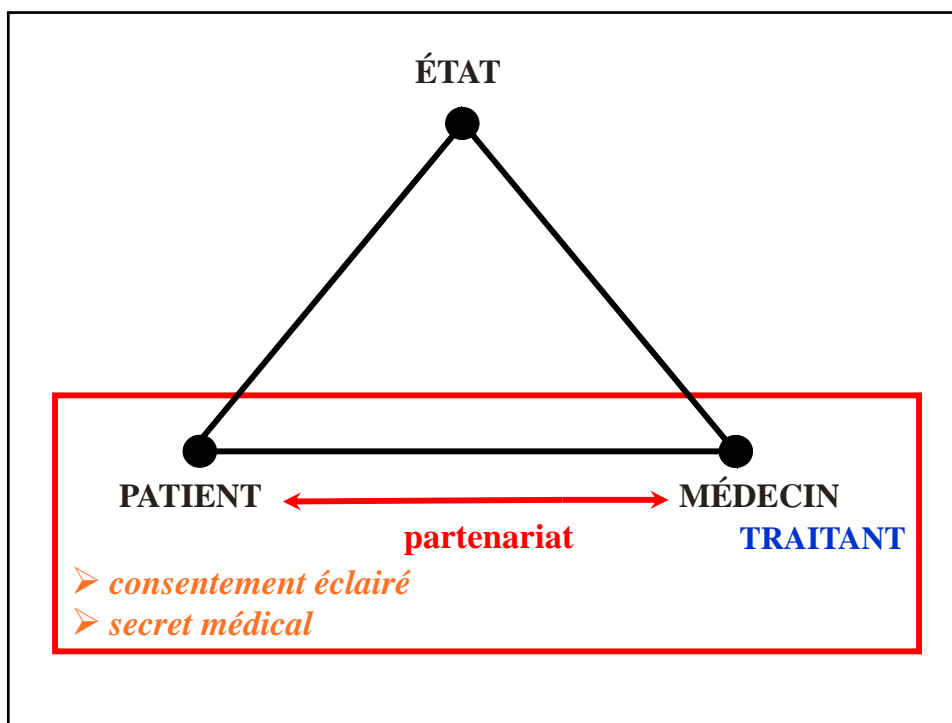 ÉTAT
PATIENT
MÉDECIN
partenariat
TRAITANT
➢ consentement éclairé
➢ secret médical